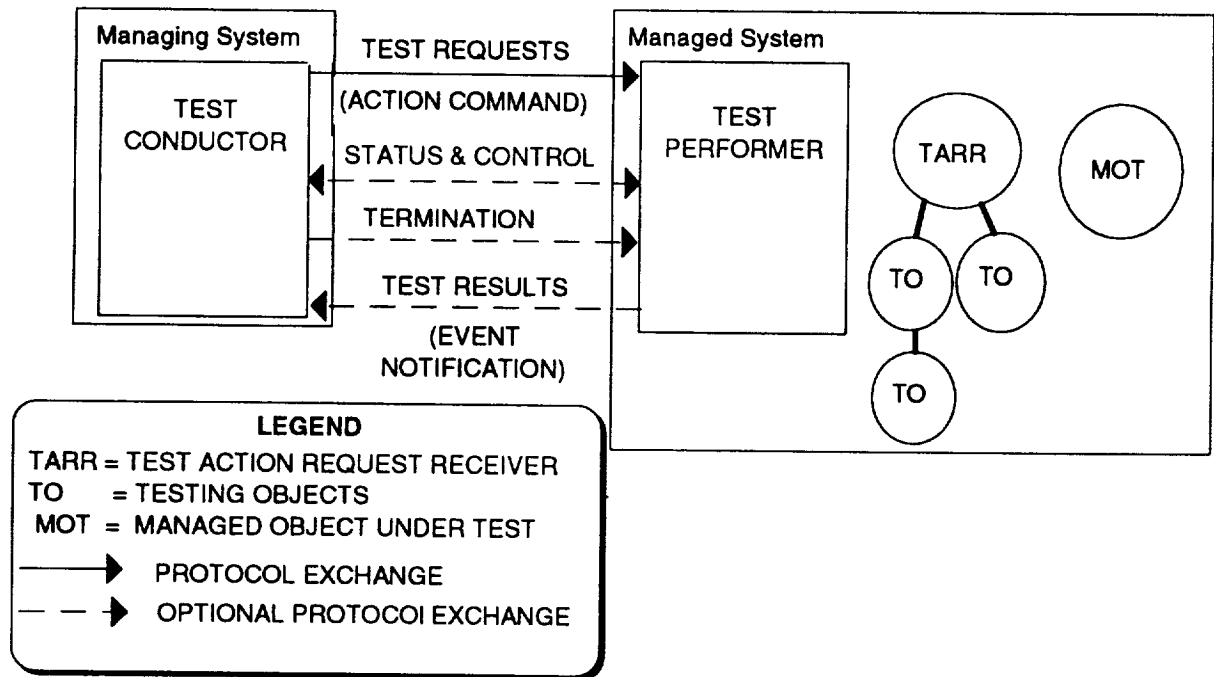 Managing System
TEST
CONDUCTOR
TEST REQUESTS
(ACTION COMMAND)
STATUS & CONTROL
TERMINATION
TEST RESULTS
(EVENT
NOTIFICATION)
Managed System
TEST
PERFORMER
TARR
MOT
TO
TO
TO
LEGEND
TARR = TEST ACTION REQUEST RECEIVER
TO = TESTING OBJECTS
MOT = MANAGED OBJECT UNDER TEST
PROTOCOL EXCHANGE
OPTIONAL PROTOCOl EXCHANGE